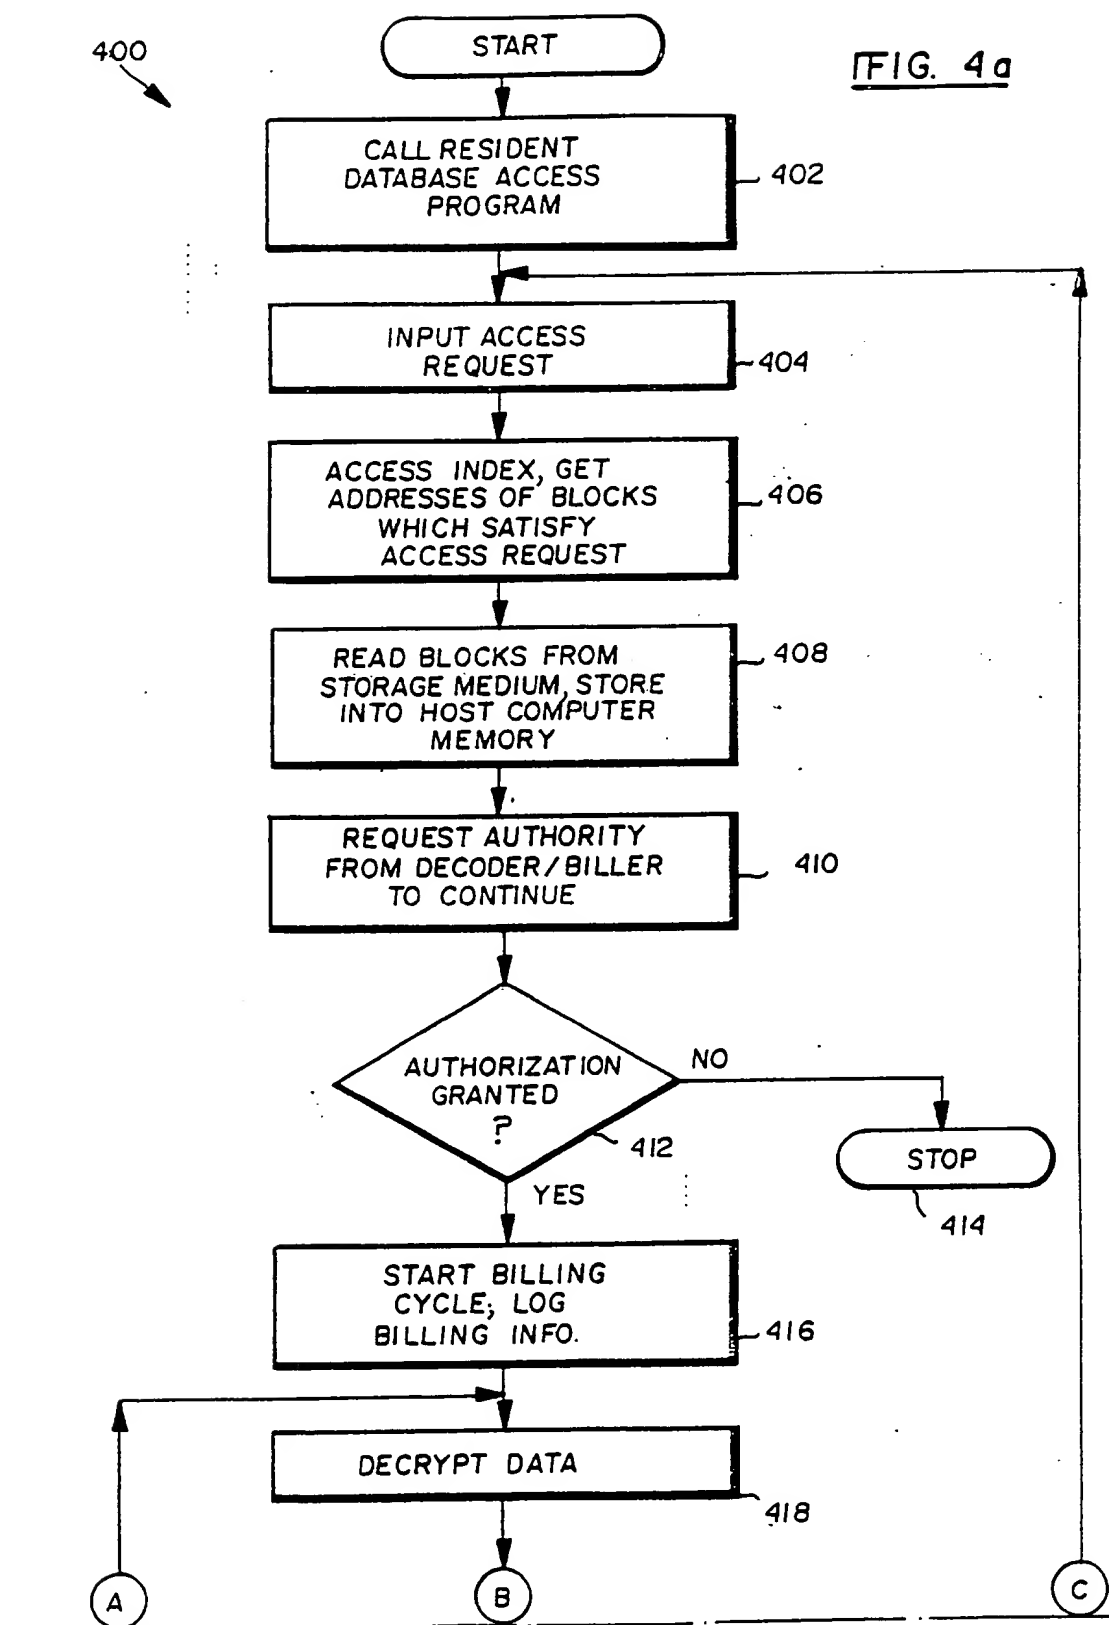 400
START
FIG. 4a
CALL RESIDENT
DATABASE ACCESS
PROGRAM
402
INPUT ACCESS
REQUEST
404
ACCESS INDEX, GET
ADDRESSES OF BLOCKS
WHICH SATISFY
ACCESS REQUEST
406
READ BLOCKS FROM
STORAGE MEDIUM, STORE
INTO HOST COMPUTER
MEMORY
408
REQUEST AUTHORITY
FROM DECODER/BILLER
TO CONTINUE
410
AUTHORIZATION
GRANTED
?
412
NO
STOP
414
YES
START BILLING
CYCLE; LOG
BILLING INFO.
416
DECRYPT DATA
418
A
B
C